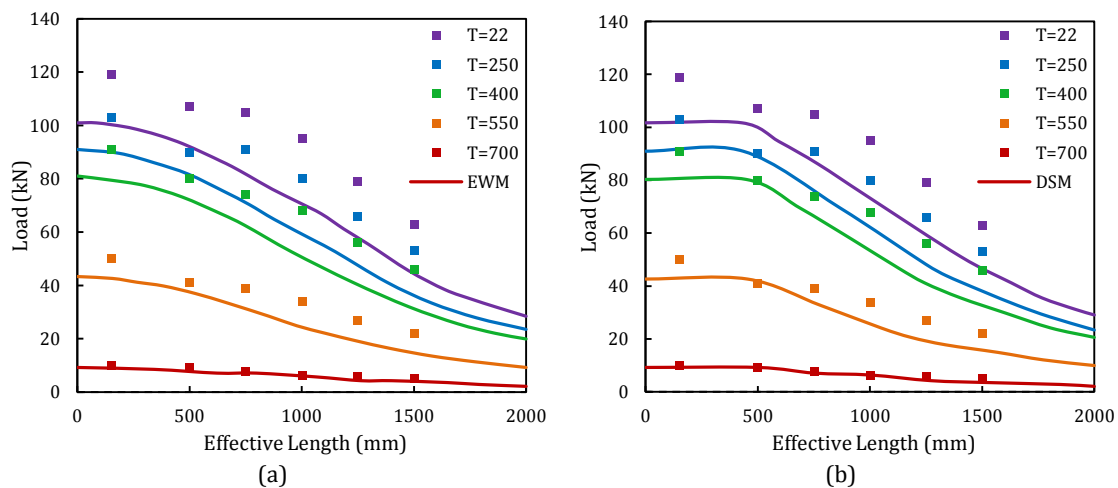 140
120
100
80
60
40
20
0
Load (kN)
T=22
T=250
T=400
T=550
T=700
EWM
0 500 1000 1500 2000
Effective Length (mm)
(a)
140
120
100
80
60
40
20
0
Load (kN)
T=22
T=250
T=400
T=550
T=700
DSM
0 500 1000 1500 2000
Effective Length (mm)
(b)